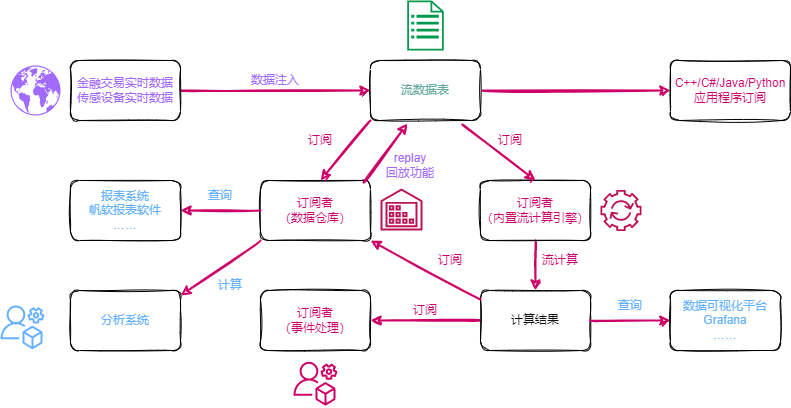 金融交易实时数据
传感设备实时数据
数据注入
流数据表
C++/C#/Java/Python
应用程序订阅
订阅
订阅
replay
回放功能
报表系统
帆软报表软件
……
查询
订阅者
（数据仓库）
订阅者
（内置流计算引擎）
订阅
流计算
计算
分析系统
订阅者
（事件处理）
订阅
计算结果
查询
数据可视化平台
Grafana
……